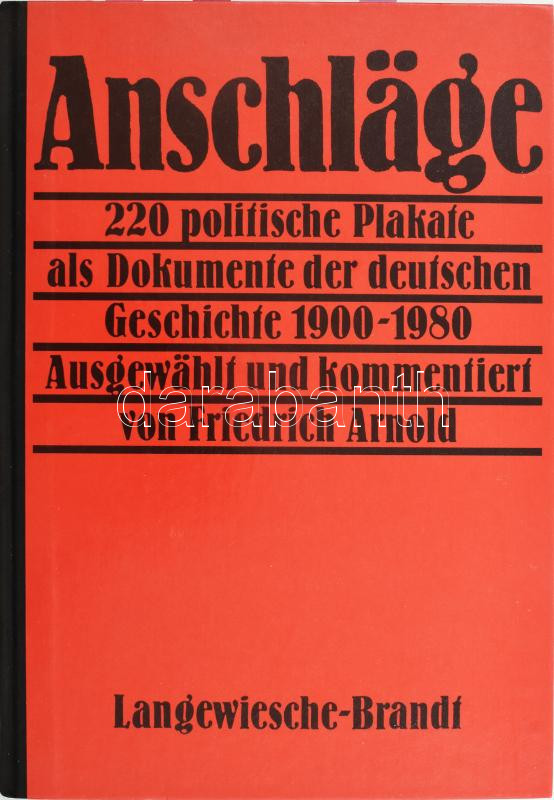 Anschläge
220 politische Plakate
als Dokumente der deutschen
Geschichte 1900-1980
Ausgewählt und kommentiert
darabanth
von Friedrich Arnold
Langewiesche-Brandt